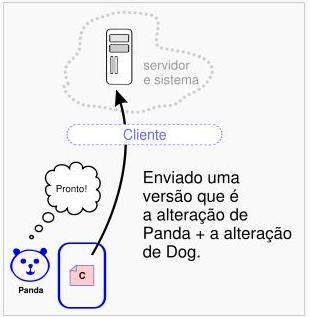 servidor
e sistema
Cliente
Pronto!
Enviado uma
versão que é
a alteração de
Panda + a alteração
de Dog.
C
Panda